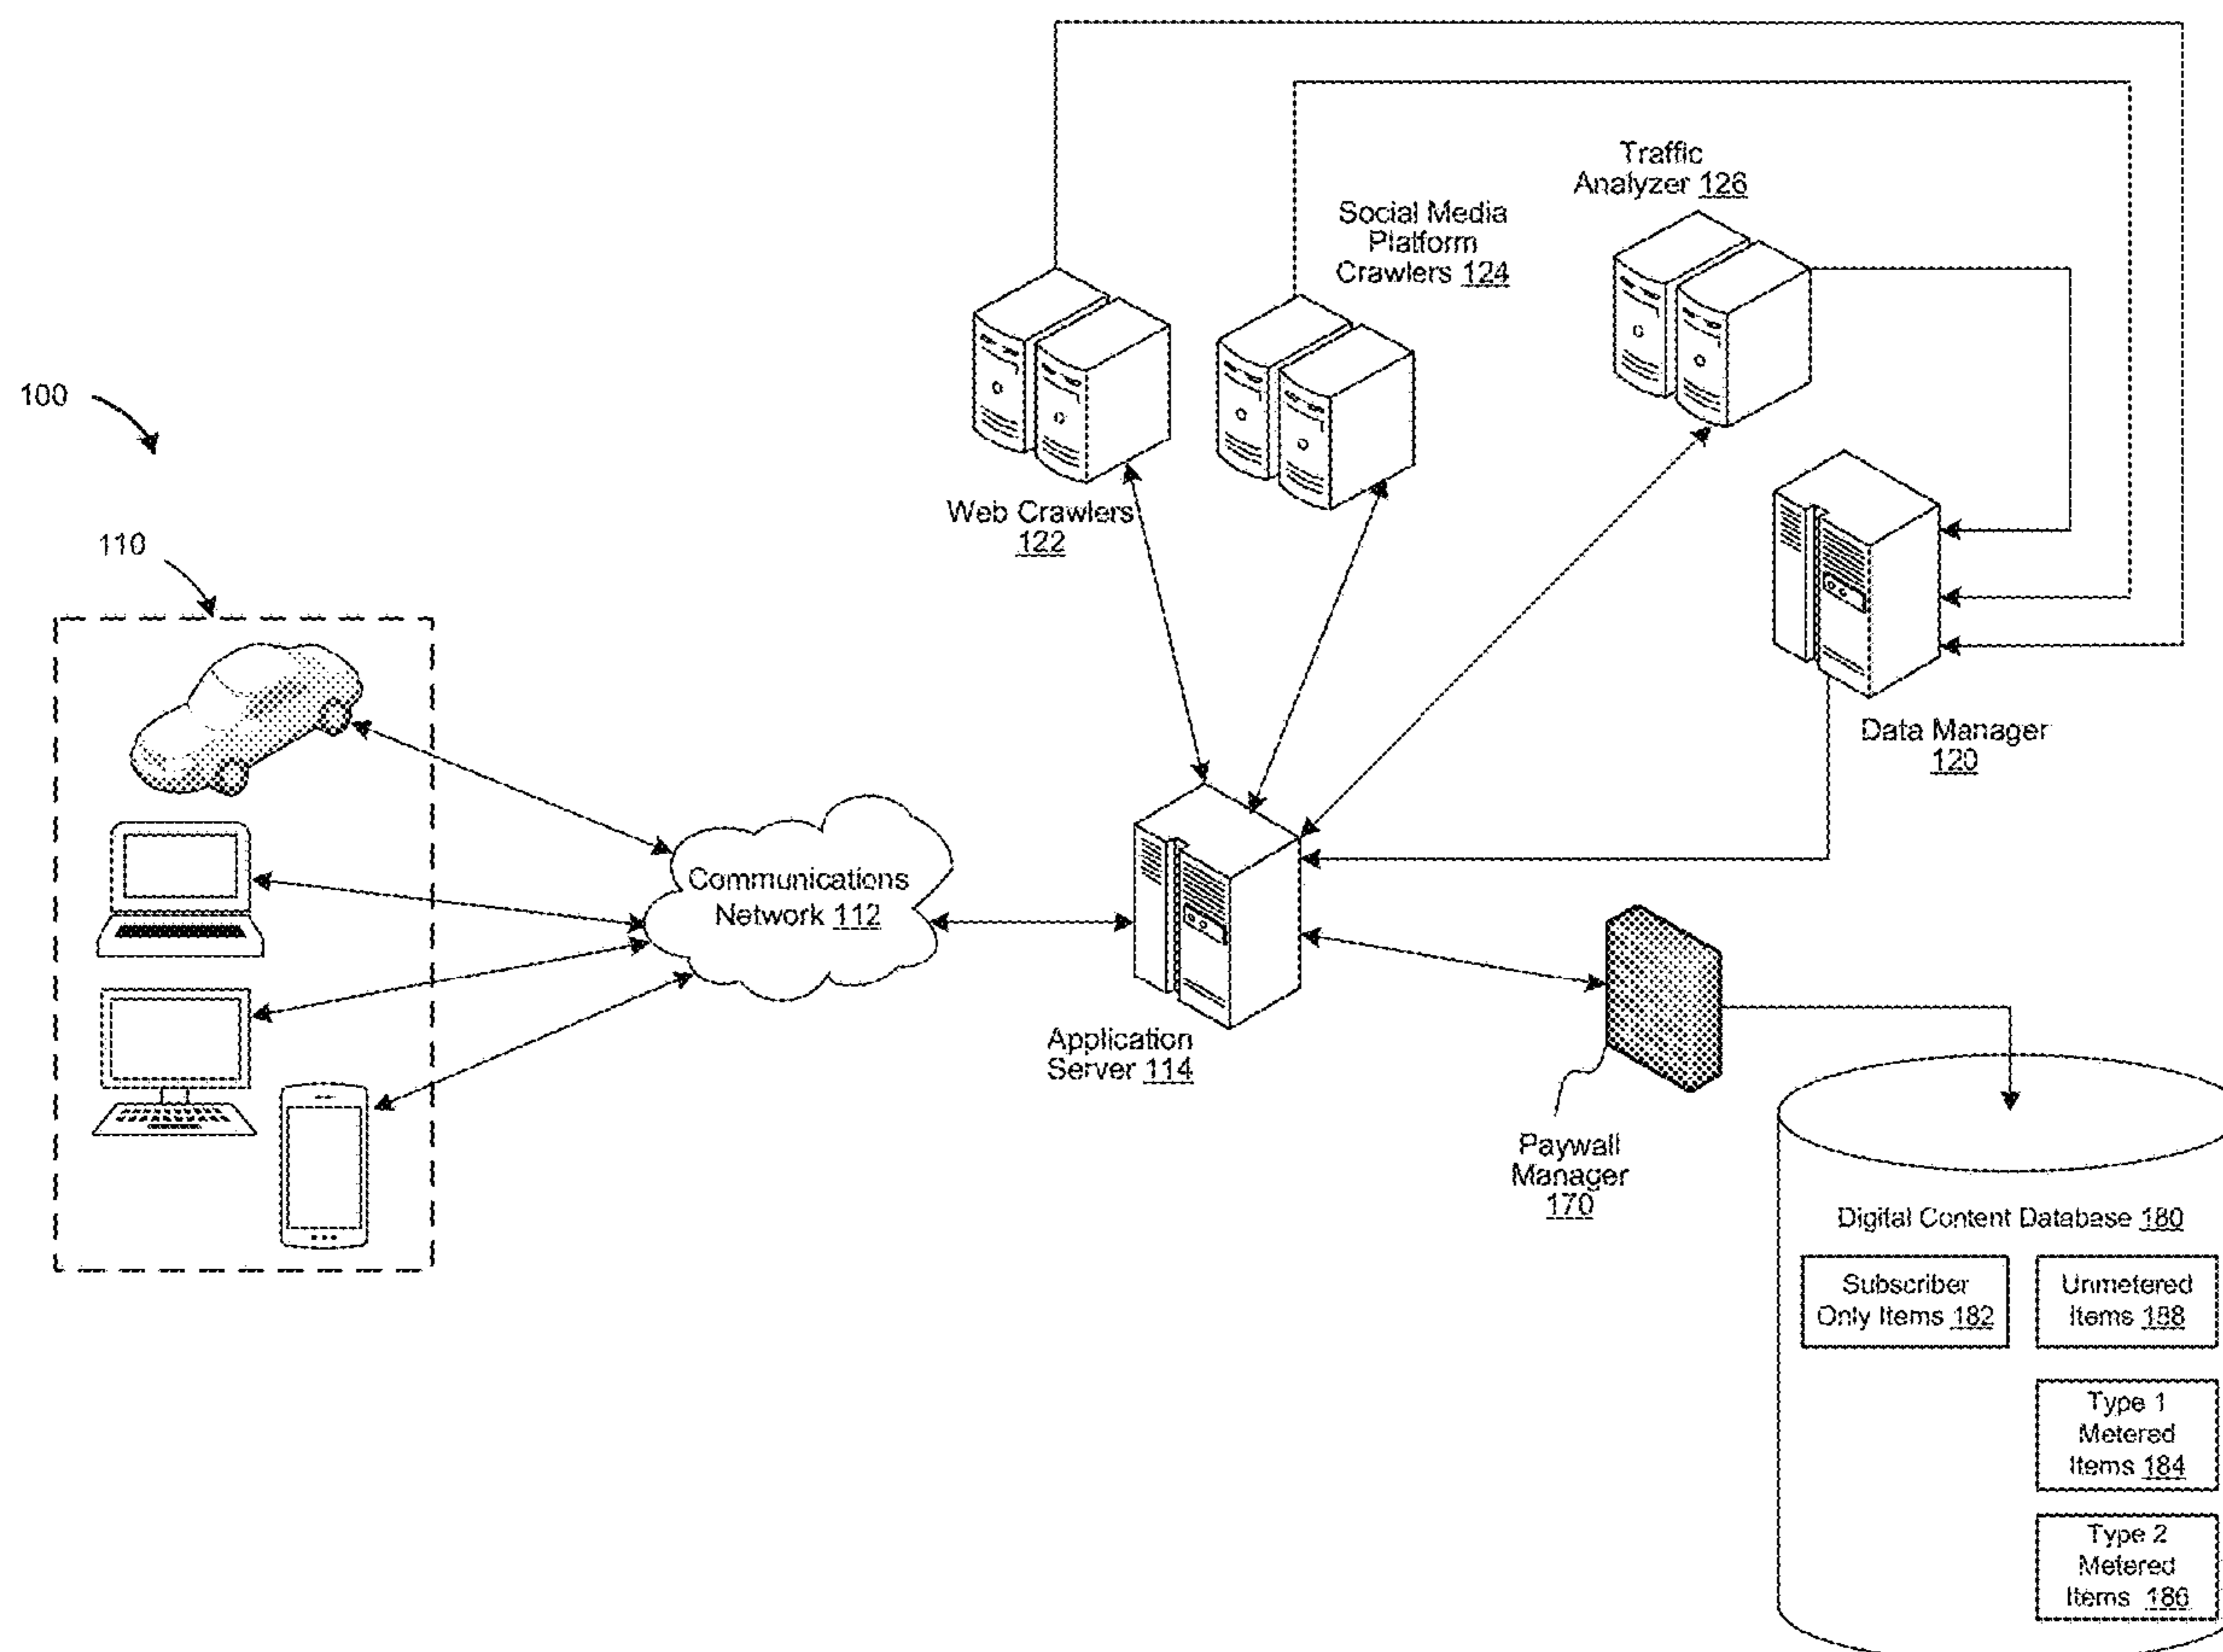 Traffic
Analyzer 126
Social Media
Platform
Crawlers 124
100
Web Crawlers
122
110
Data Manager
120
Communications
Network 112
Application
Server 114
Paywall
Manager
170
Digital Content Database 180
Subscriber
Only Items 182
Unmetered
Items 188
Type 1
Metered
Items 184
Type 2
Metered
Items 186